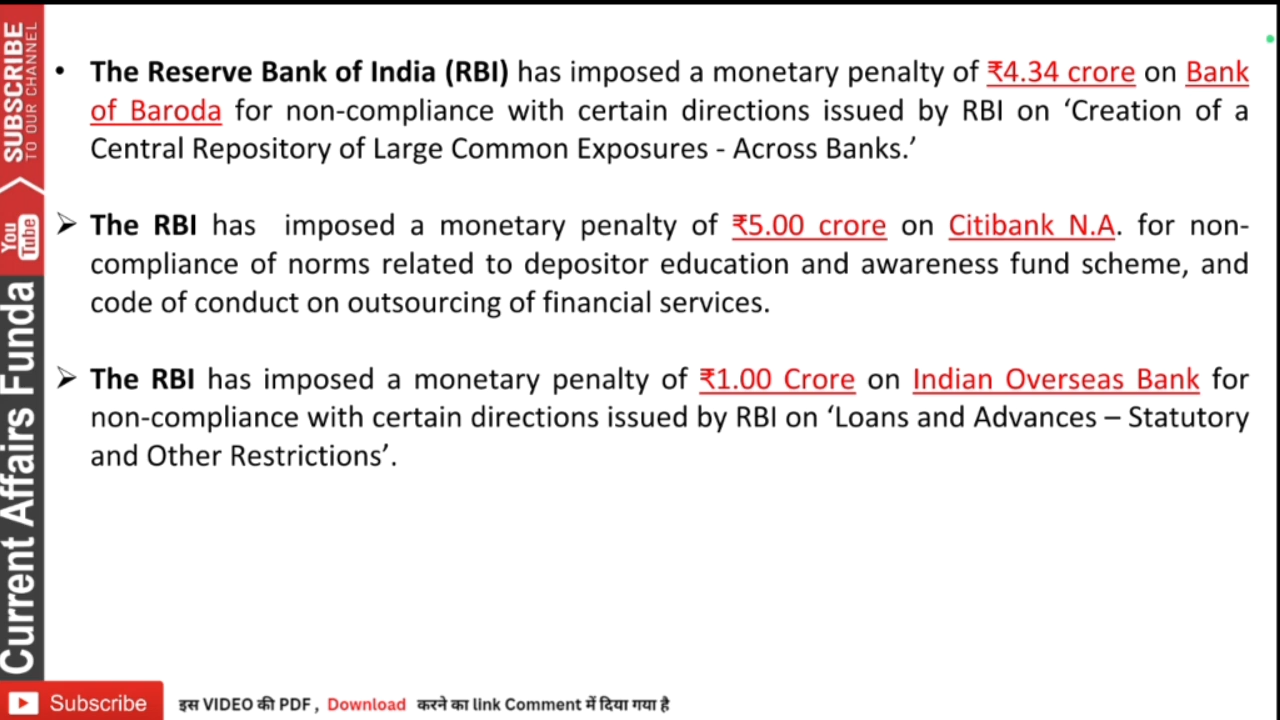 SUBSCRIBE
TO OUR CHANNEL
You
Tube
Current Affairs Funda
• The Reserve Bank of India (RBI) has imposed a monetary penalty of ₹4.34 crore on Bank
of Baroda for non-compliance with certain directions issued by RBI on ‘Creation of a
Central Repository of Large Common Exposures - Across Banks.’
➢ The RBI has imposed a monetary penalty of ₹5.00 crore on Citibank N.A. for non-
compliance of norms related to depositor education and awareness fund scheme, and
code of conduct on outsourcing of financial services.
➢ The RBI has imposed a monetary penalty of ₹1.00 Crore on Indian Overseas Bank for
non-compliance with certain directions issued by RBI on ‘Loans and Advances – Statutory
and Other Restrictions’.
Subscribe
इस VIDEO की PDF , Download करने का link Comment में दिया गया है